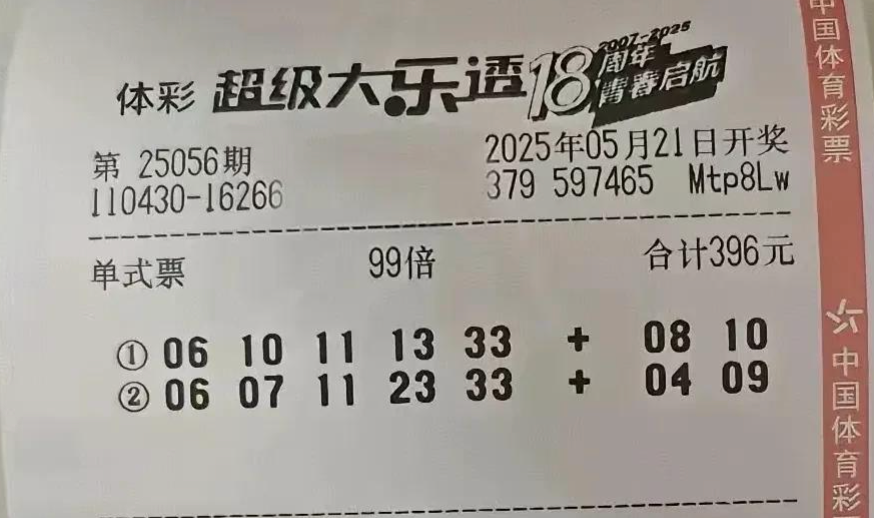 体彩 超级大乐透 18 周年 2007-2025 青春启航
第 25056期 2025年05月21日开奖
110430-16266 379 597465 Mtp8Lw
单式票 99倍 合计396元
① 06 10 11 13 33 + 08 10
② 06 07 11 23 33 + 04 09
中国体育彩票
中国体育彩